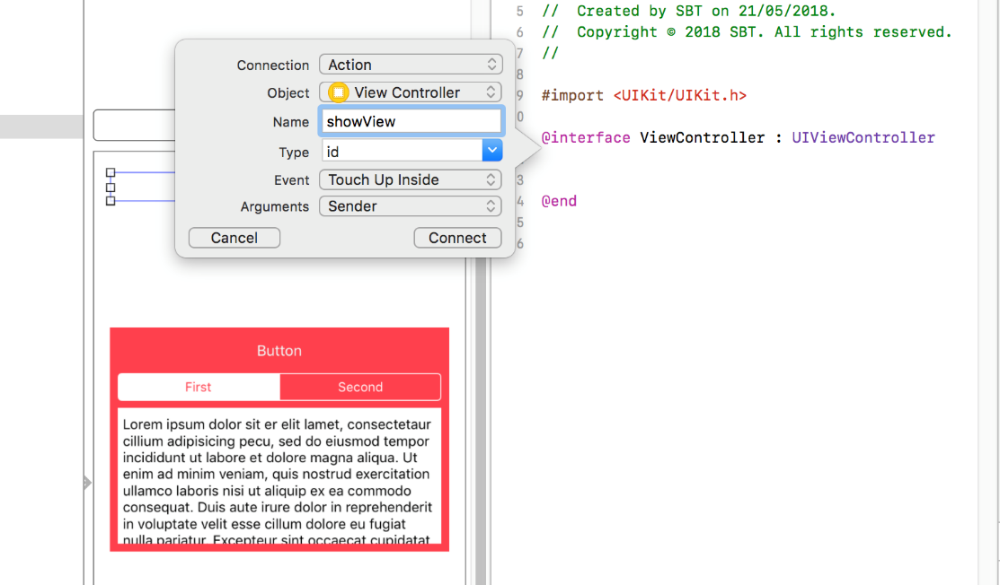 5 // Created by SBT on 21/05/2018.
6 // Copyright © 2018 SBT. All rights reserved.
7 //
8
9 #import <UIKit/UIKit.h>
0
@interface ViewController : UIViewController
3
4 @end
5
6
Connection Action
Object View Controller
Name showView
Type id
Event Touch Up Inside
Arguments Sender
Cancel Connect
Button
First Second
Lorem ipsum dolor sit er elit lamet, consectetaur
cillium adipisicing pecu, sed do eiusmod tempor
incididunt ut labore et dolore magna aliqua. Ut
enim ad minim veniam, quis nostrud exercitation
ullamco laboris nisi ut aliquip ex ea commodo
consequat. Duis aute irure dolor in reprehenderit
in voluptate velit esse cillum dolore eu fugiat
nulla pariatur. Excepteur sint occaecat cupidatat